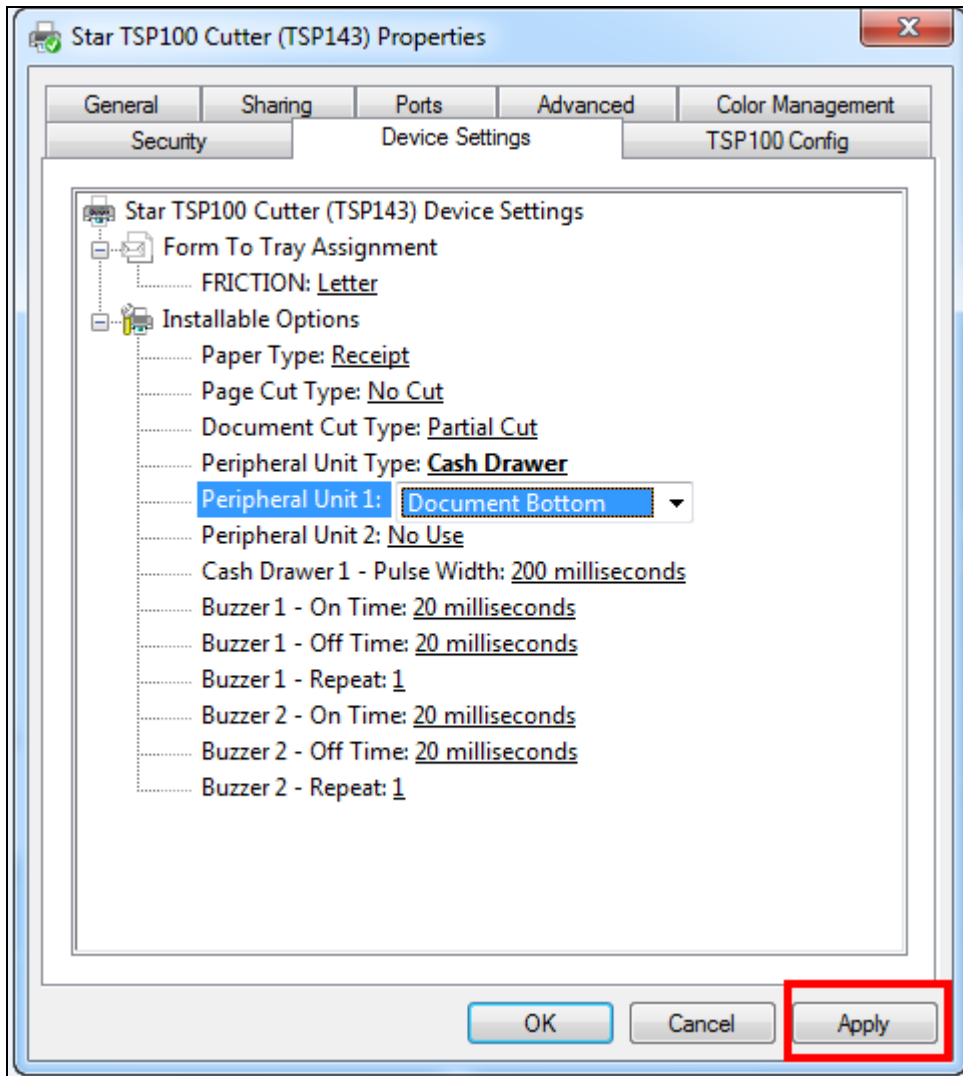 Star TSP100 Cutter (TSP143) Properties
General Sharing Ports Advanced Color Management
Security Device Settings TSP100 Config
Star TSP100 Cutter (TSP143) Device Settings
Form To Tray Assignment
FRICTION: Letter
Installable Options
Paper Type: Receipt
Page Cut Type: No Cut
Document Cut Type: Partial Cut
Peripheral Unit Type: Cash Drawer
Peripheral Unit 1: Document Bottom
Peripheral Unit 2: No Use
Cash Drawer 1 - Pulse Width: 200 milliseconds
Buzzer 1 - On Time: 20 milliseconds
Buzzer 1 - Off Time: 20 milliseconds
Buzzer 1 - Repeat: 1
Buzzer 2 - On Time: 20 milliseconds
Buzzer 2 - Off Time: 20 milliseconds
Buzzer 2 - Repeat: 1
OK Cancel Apply